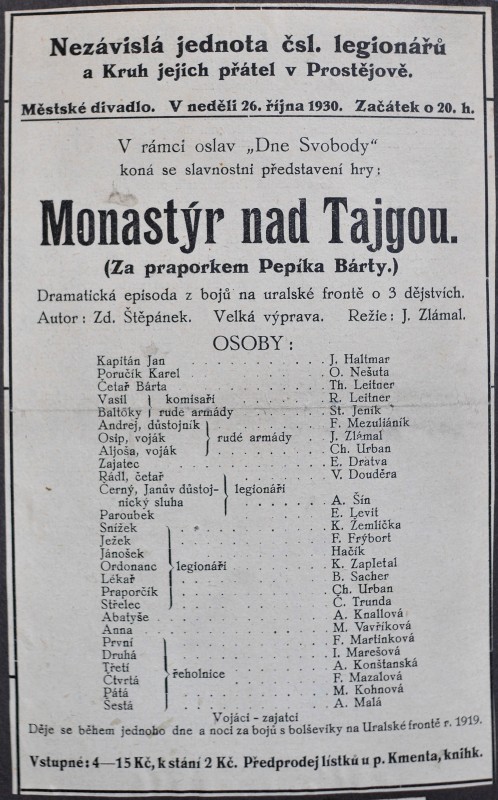 Nezávislá jednota čsl. legionářů
a Kruh jejich přátel v Prostějově.
Městské divadlo. V neděli 26. října 1930. Začátek o 20. h.
V rámci oslav „Dne Svobody"
koná se slavnostní představení hry:
Monastýr nad Tajgou.
(Za praporkem Pepíka Bárty.)
Dramatická episoda z bojů na uralské frontě o 3 dějstvích.
Autor: Zd. Štěpánek. Velká výprava. Režie: J. Zlámal.
OSOBY:
Kapitán Jan . . . . . . . . . . J. Haltmar
Poručík Karel . . . . . . . . . . O. Nešuta
Četař Bárta . . . . . . . . . . Th. Leitner
Vasil } komisaři . . . . . R. Leitner
Baltőky } rudé armády . . . . . St. Jeník
Andrej, důstojník } . . . . . F. Mezuliáník
Osip, voják } rudé armády . . J. Zlámal
Aljoša, voják } . . . . . Ch. Urban
Zajatec . . . . . . . . . . E. Dratva
Rádl, četař } . . . . . V. Douděra
Černý, Janův důstoj- } legionáři
nický sluha } . . . . . A. Šín
Paroubek . . . . . E. Levit
Snížek } . . . . . K. Žemlička
Ježek } . . . . . F. Frýbort
Jánošek } . . . . . Hačík
Ordonanc } legionáři . . . . . K. Zapletal
Lékař } . . . . . B. Sacher
Praporčík } . . . . . Ch. Urban
Střelec } . . . . . Č. Trunda
Abatyše . . . . . . . . . . A. Knallová
Anna . . . . . . . . . . M. Vavříková
První } . . . . . F. Martínková
Druhá } . . . . . I. Marešová
Třetí } řeholnice . . . . . A. Konštanská
Čtvrtá } . . . . . F. Mazalová
Pátá } . . . . . M. Kohnová
Šestá } . . . . . A. Malá
Vojáci - zajatci
Děje se během jednoho dne a noci za bojů s bolševíky na Uralské frontě r. 1919.
Vstupné: 4—15 Kč, k stání 2 Kč. Předprodej lístků u p. Kmenta, knihk.